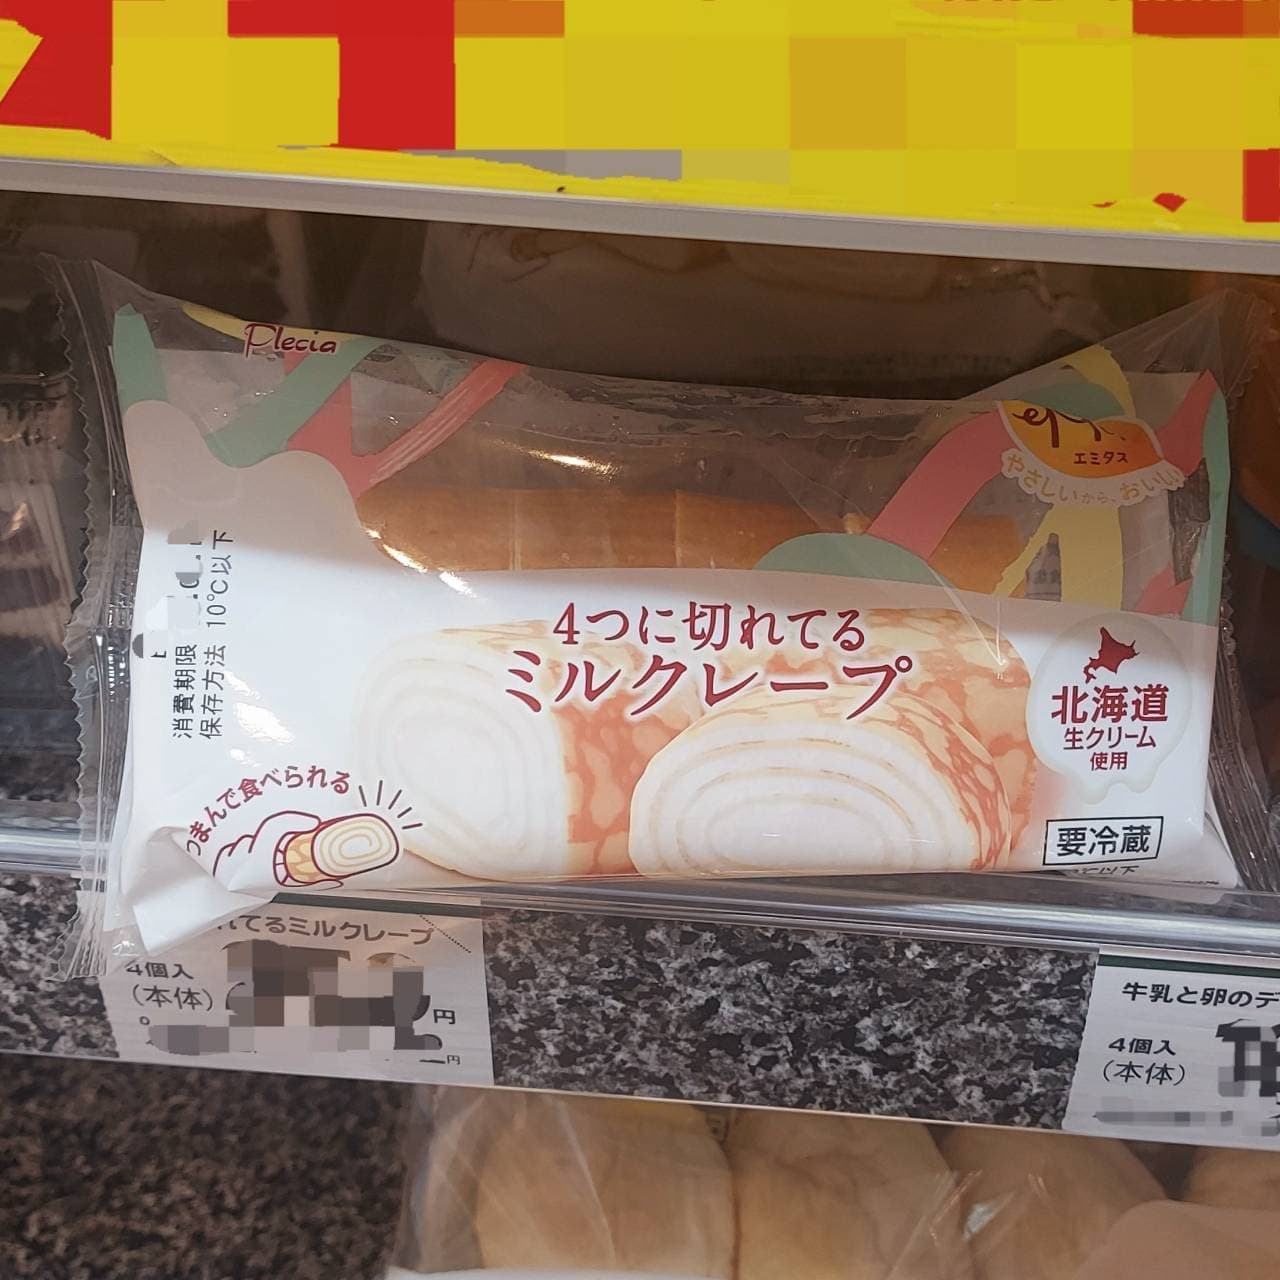 Plecia
エミタス
やさしいから、おいしい
消費期限
保存方法 10℃以下
4つに切れてる
ミルクレープ
北海道
生クリーム
使用
つまんで食べられる
要冷蔵
れてるミルクレープ
4個入
(本体)
円
円
牛乳と卵のデ
4個入
(本体)